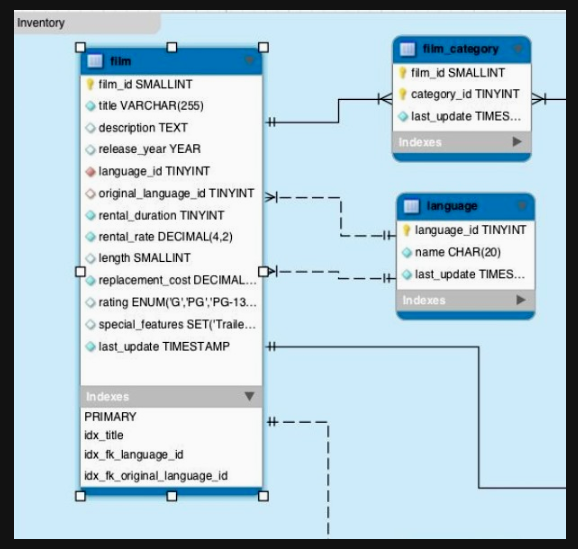 Inventory
film
film_id SMALLINT
title VARCHAR(255)
description TEXT
release_year YEAR
language_id TINYINT
original_language_id TINYINT
rental_duration TINYINT
rental_rate DECIMAL(4,2)
length SMALLINT
replacement_cost DECIMAL...
rating ENUM('G','PG','PG-13...
special_features SET('Traile...
last_update TIMESTAMP
Indexes
PRIMARY
idx_title
idx_fk_language_id
idx_fk_original_language_id
film_category
film_id SMALLINT
category_id TINYINT
last_update TIMES...
Indexes
language
language_id TINYINT
name CHAR(20)
last_update TIMES...
Indexes